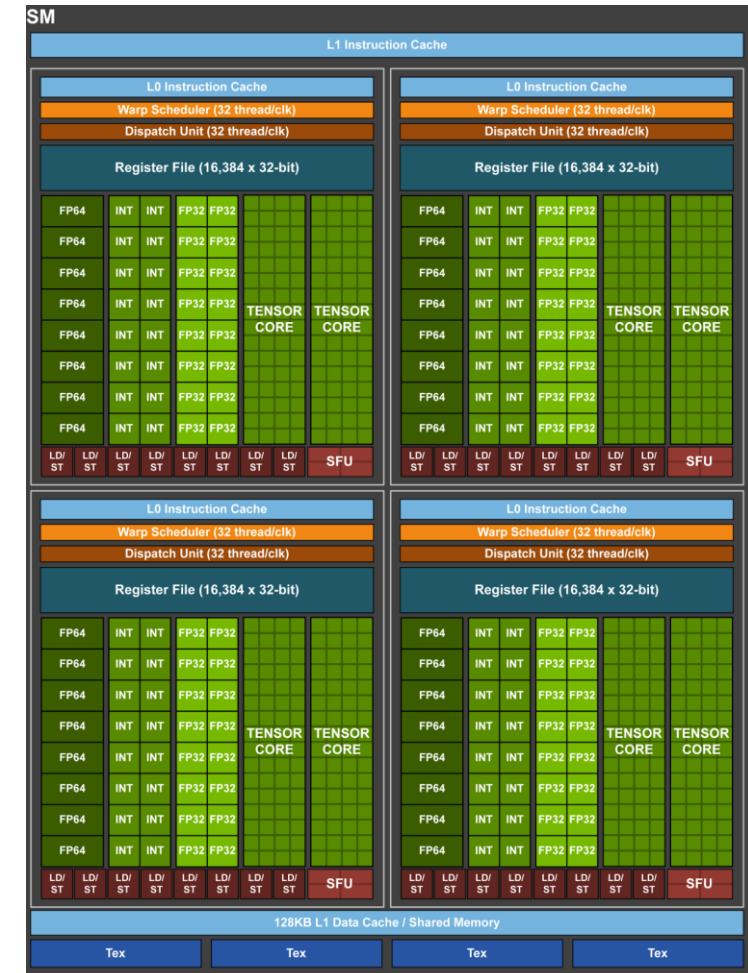 SM
L1 Instruction Cache
L0 Instruction Cache
Warp Scheduler (32 thread/clk)
Dispatch Unit (32 thread/clk)
Register File (16,384 x 32-bit)
FP64 INT INT FP32 FP32
FP64 INT INT FP32 FP32
FP64 INT INT FP32 FP32
FP64 INT INT FP32 FP32
FP64 INT INT FP32 FP32
FP64 INT INT FP32 FP32
FP64 INT INT FP32 FP32
FP64 INT INT FP32 FP32
TENSOR CORE
TENSOR CORE
LD/ST LD/ST LD/ST LD/ST LD/ST LD/ST LD/ST LD/ST SFU
L0 Instruction Cache
Warp Scheduler (32 thread/clk)
Dispatch Unit (32 thread/clk)
Register File (16,384 x 32-bit)
FP64 INT INT FP32 FP32
FP64 INT INT FP32 FP32
FP64 INT INT FP32 FP32
FP64 INT INT FP32 FP32
FP64 INT INT FP32 FP32
FP64 INT INT FP32 FP32
FP64 INT INT FP32 FP32
FP64 INT INT FP32 FP32
TENSOR CORE
TENSOR CORE
LD/ST LD/ST LD/ST LD/ST LD/ST LD/ST LD/ST LD/ST SFU
L0 Instruction Cache
Warp Scheduler (32 thread/clk)
Dispatch Unit (32 thread/clk)
Register File (16,384 x 32-bit)
FP64 INT INT FP32 FP32
FP64 INT INT FP32 FP32
FP64 INT INT FP32 FP32
FP64 INT INT FP32 FP32
FP64 INT INT FP32 FP32
FP64 INT INT FP32 FP32
FP64 INT INT FP32 FP32
FP64 INT INT FP32 FP32
TENSOR CORE
TENSOR CORE
LD/ST LD/ST LD/ST LD/ST LD/ST LD/ST LD/ST LD/ST SFU
L0 Instruction Cache
Warp Scheduler (32 thread/clk)
Dispatch Unit (32 thread/clk)
Register File (16,384 x 32-bit)
FP64 INT INT FP32 FP32
FP64 INT INT FP32 FP32
FP64 INT INT FP32 FP32
FP64 INT INT FP32 FP32
FP64 INT INT FP32 FP32
FP64 INT INT FP32 FP32
FP64 INT INT FP32 FP32
FP64 INT INT FP32 FP32
TENSOR CORE
TENSOR CORE
LD/ST LD/ST LD/ST LD/ST LD/ST LD/ST LD/ST LD/ST SFU
128KB L1 Data Cache / Shared Memory
Tex Tex Tex Tex